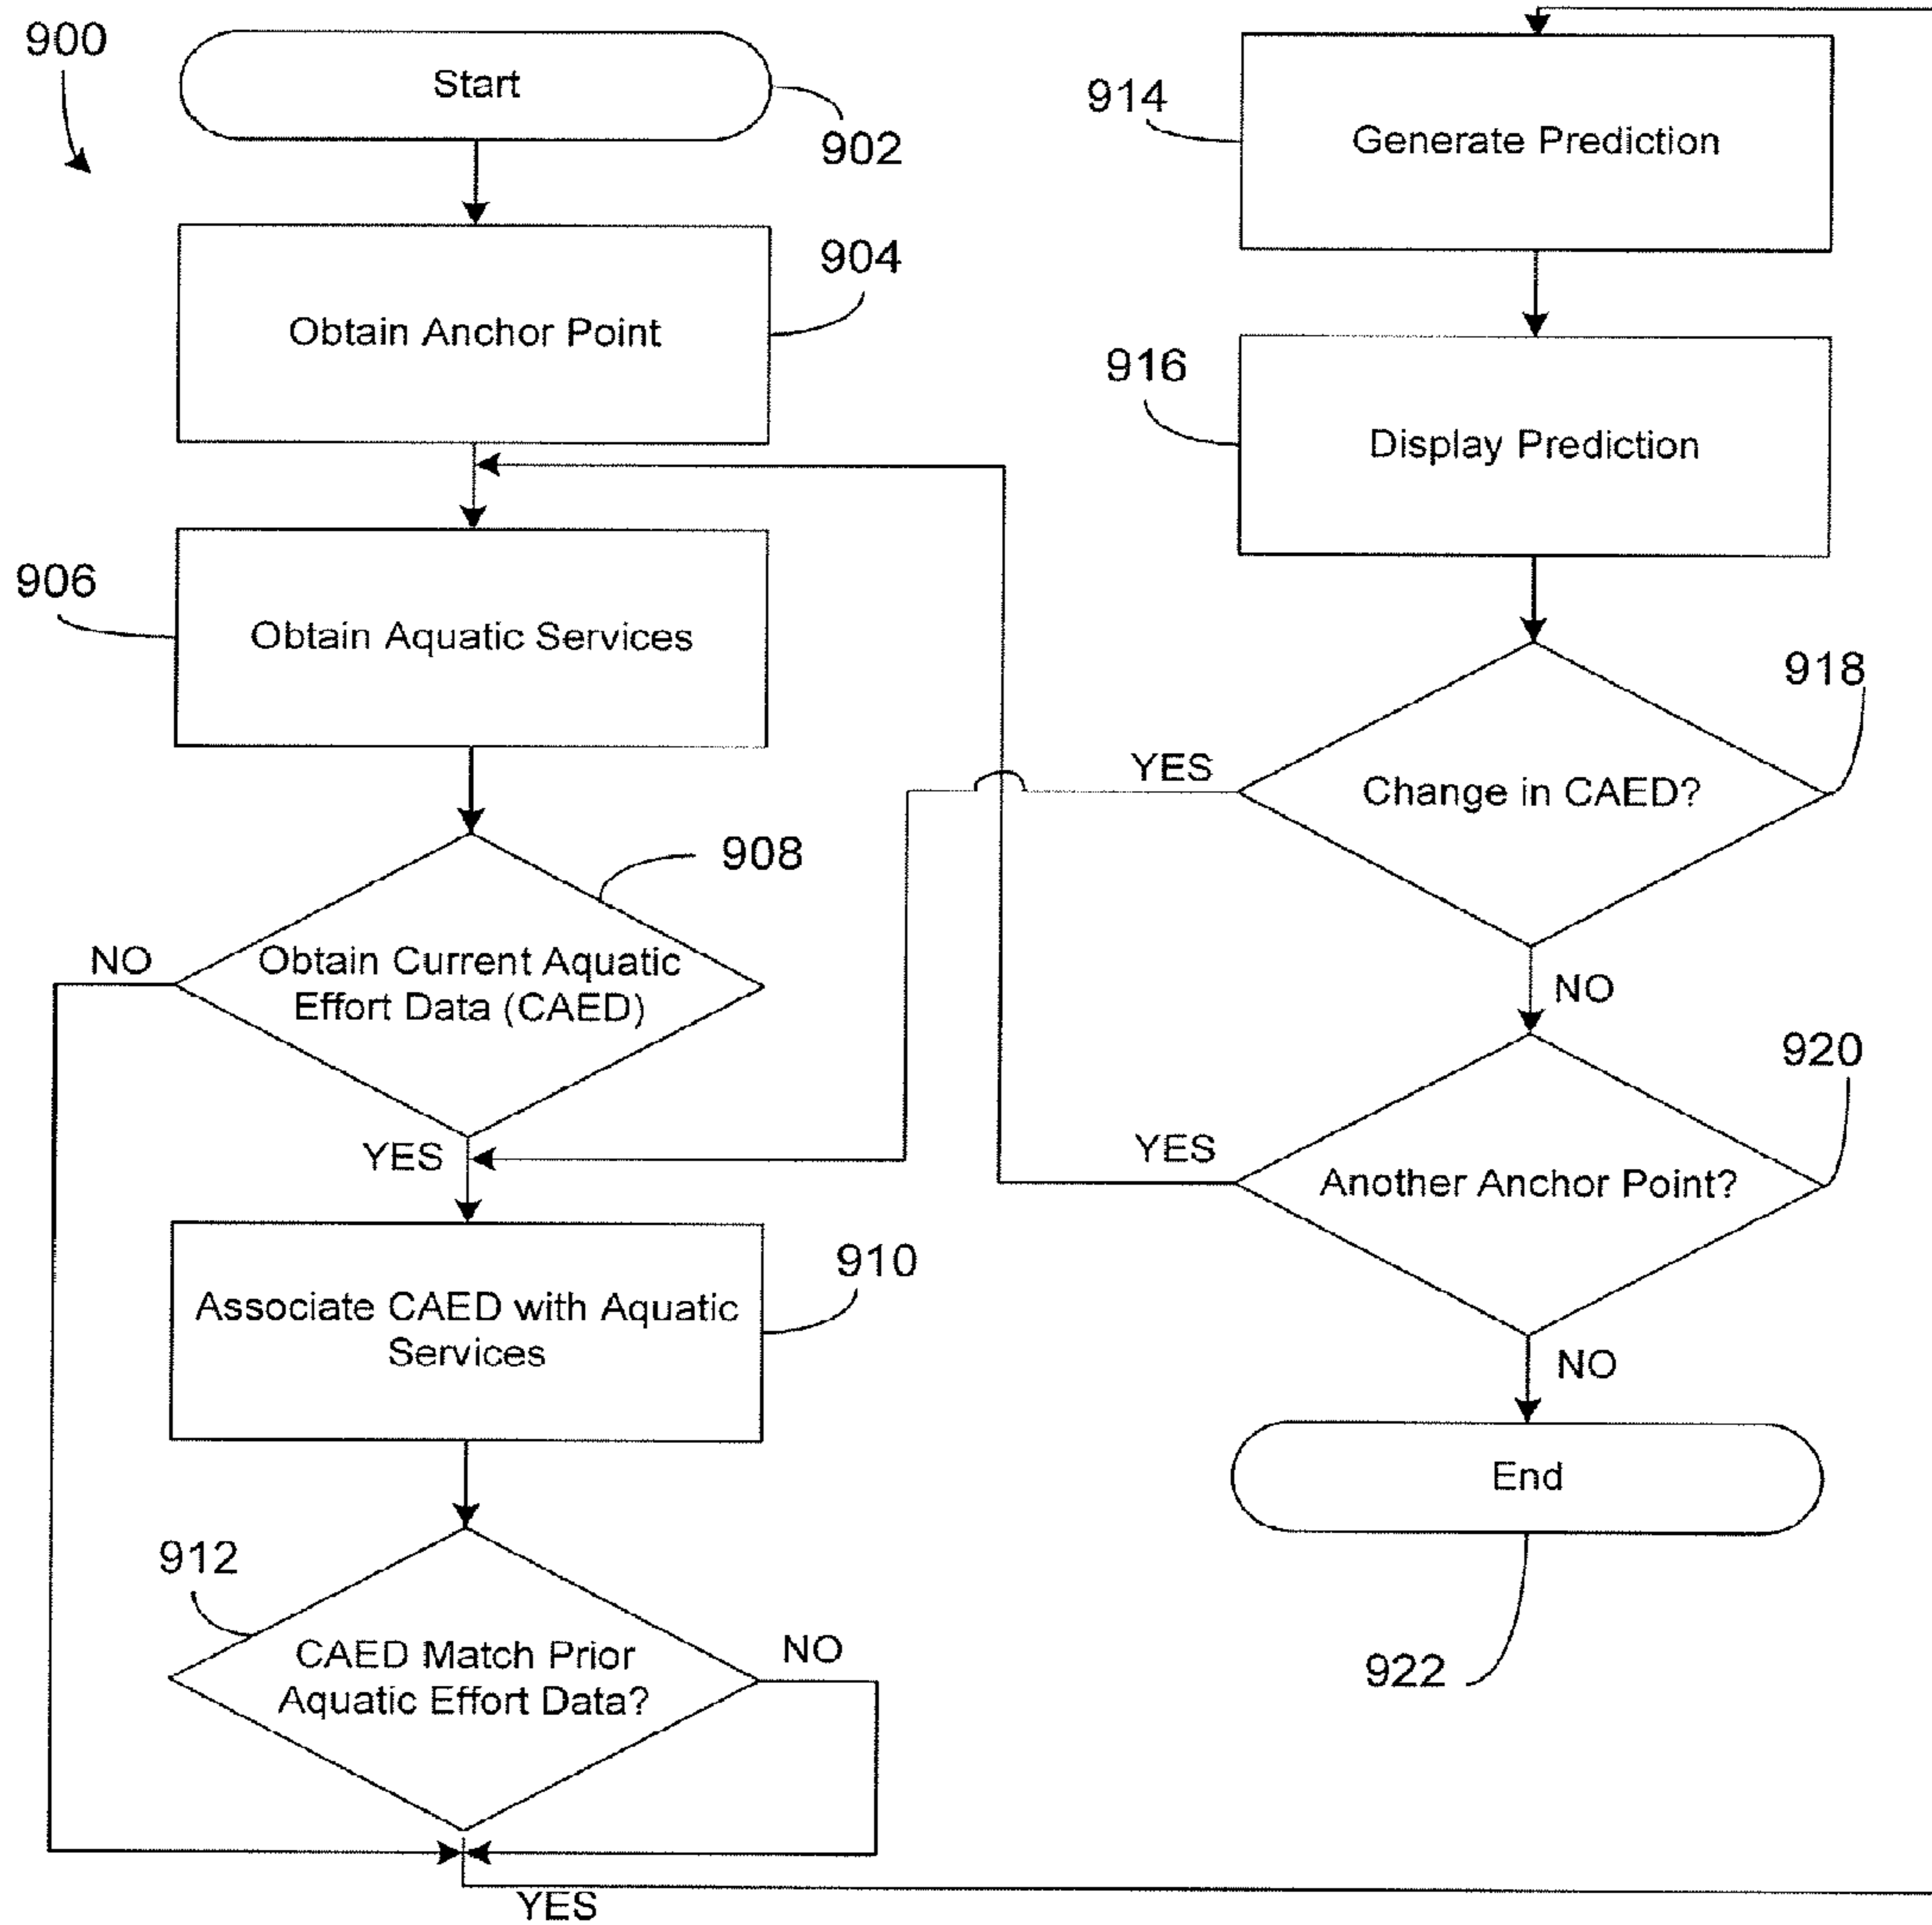 900
Start
902
Obtain Anchor Point
904
906
Obtain Aquatic Services
908
NO
Obtain Current Aquatic
Effort Data (CAED)
YES
910
Associate CAED with Aquatic
Services
912
CAED Match Prior
Aquatic Effort Data?
NO
YES
914
Generate Prediction
916
Display Prediction
918
YES
Change in CAED?
NO
920
YES
Another Anchor Point?
NO
End
922